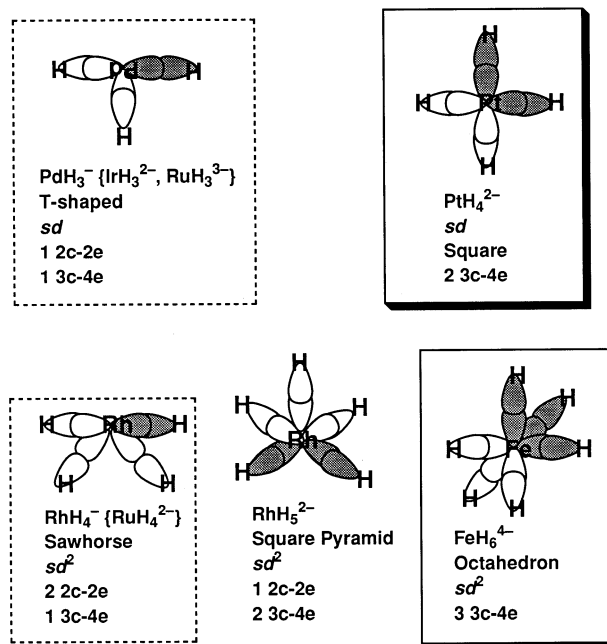 H Pd H
H
PdH₃⁻ {IrH₃²⁻, RuH₃³⁻}
T-shaped
sd
1 2c-2e
1 3c-4e
H
H Pt H
H
PtH₄²⁻
sd
Square
2 3c-4e
H Rh H
H H
RhH₄⁻ {RuH₄²⁻}
Sawhorse
sd²
2 2c-2e
1 3c-4e
H
H H
Rh
H H
RhH₅²⁻
Square Pyramid
sd²
1 2c-2e
2 3c-4e
H
H
H Fe H
H
H
FeH₆⁴⁻
Octahedron
sd²
3 3c-4e